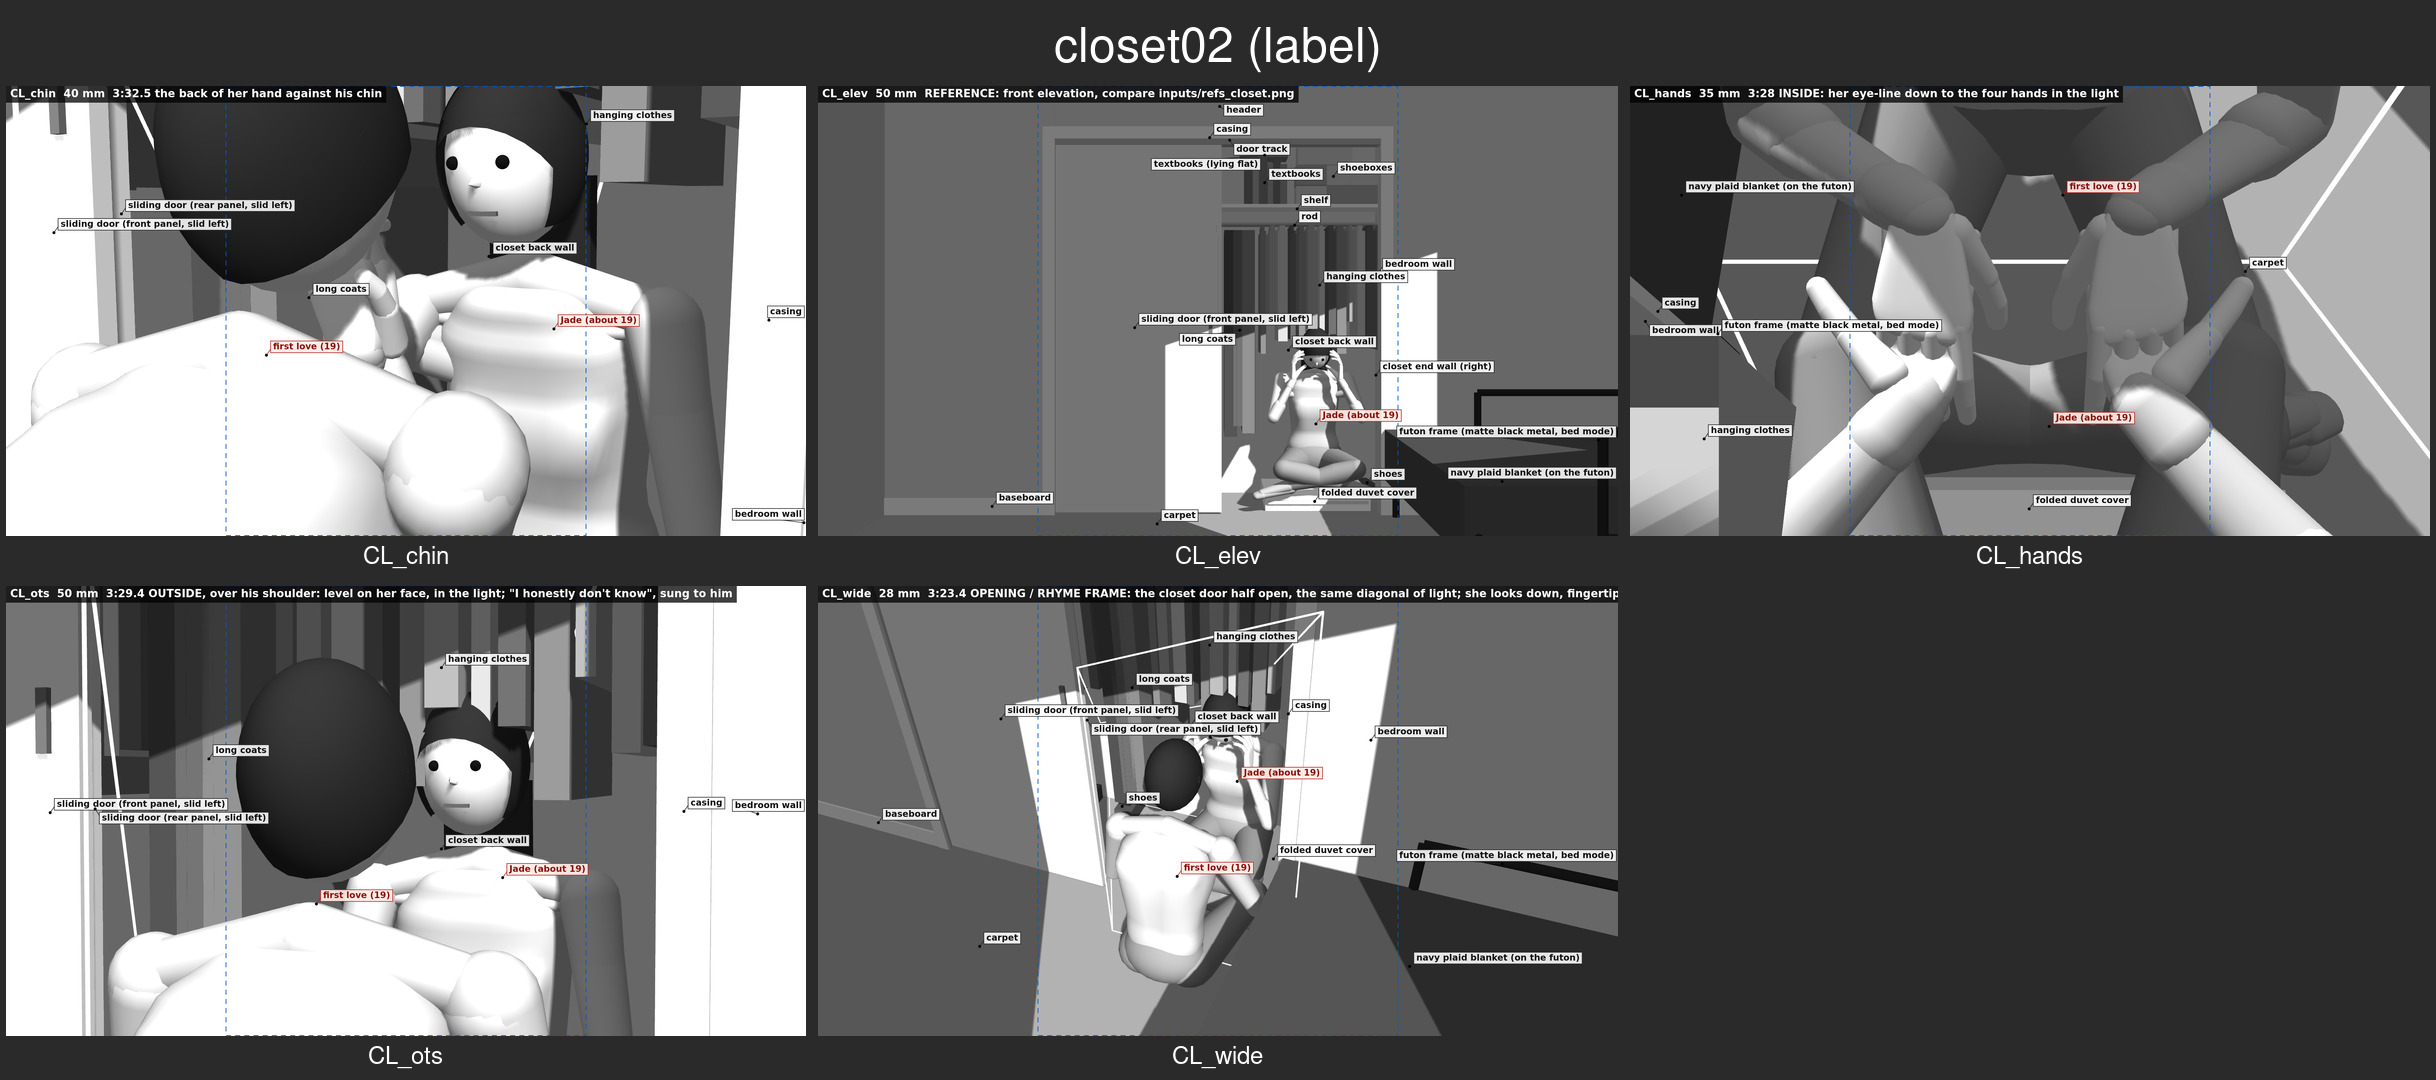 closet02 (label)
CL_chin 40 mm 3:32.5 the back of her hand against his chin
hanging clothes
sliding door (rear panel, slid left)
sliding door (front panel, slid left)
closet back wall
long coats
casing
Jade (about 19)
first love (19)
bedroom wall
CL_chin
CL_elev 50 mm REFERENCE: front elevation, compare inputs/refs_closet.png
header
casing
door track
textbooks (lying flat)
textbooks
shoeboxes
shelf
rod
bedroom wall
hanging clothes
sliding door (front panel, slid left)
long coats
closet back wall
closet end wall (right)
Jade (about 19)
futon frame (matte black metal, bed mode)
shoes
navy plaid blanket (on the futon)
folded duvet cover
baseboard
carpet
CL_elev
CL_hands 35 mm 3:28 INSIDE: her eye-line down to the four hands in the light
navy plaid blanket (on the futon)
first love (19)
carpet
casing
futon frame (matte black metal, bed mode)
bedroom wall
Jade (about 19)
hanging clothes
folded duvet cover
CL_hands
CL_ots 50 mm 3:29.4 OUTSIDE, over his shoulder: level on her face, in the light; "I honestly don't know", sung to him
hanging clothes
long coats
sliding door (front panel, slid left)
casing
bedroom wall
sliding door (rear panel, slid left)
closet back wall
Jade (about 19)
first love (19)
CL_ots
CL_wide 28 mm 3:23.4 OPENING / RHYME FRAME: the closet door half open, the same diagonal of light; she looks down, fingertip
hanging clothes
long coats
casing
sliding door (front panel, slid left)
closet back wall
sliding door (rear panel, slid left)
bedroom wall
Jade (about 19)
shoes
baseboard
folded duvet cover
futon frame (matte black metal, bed mode)
first love (19)
carpet
navy plaid blanket (on the futon)
CL_wide